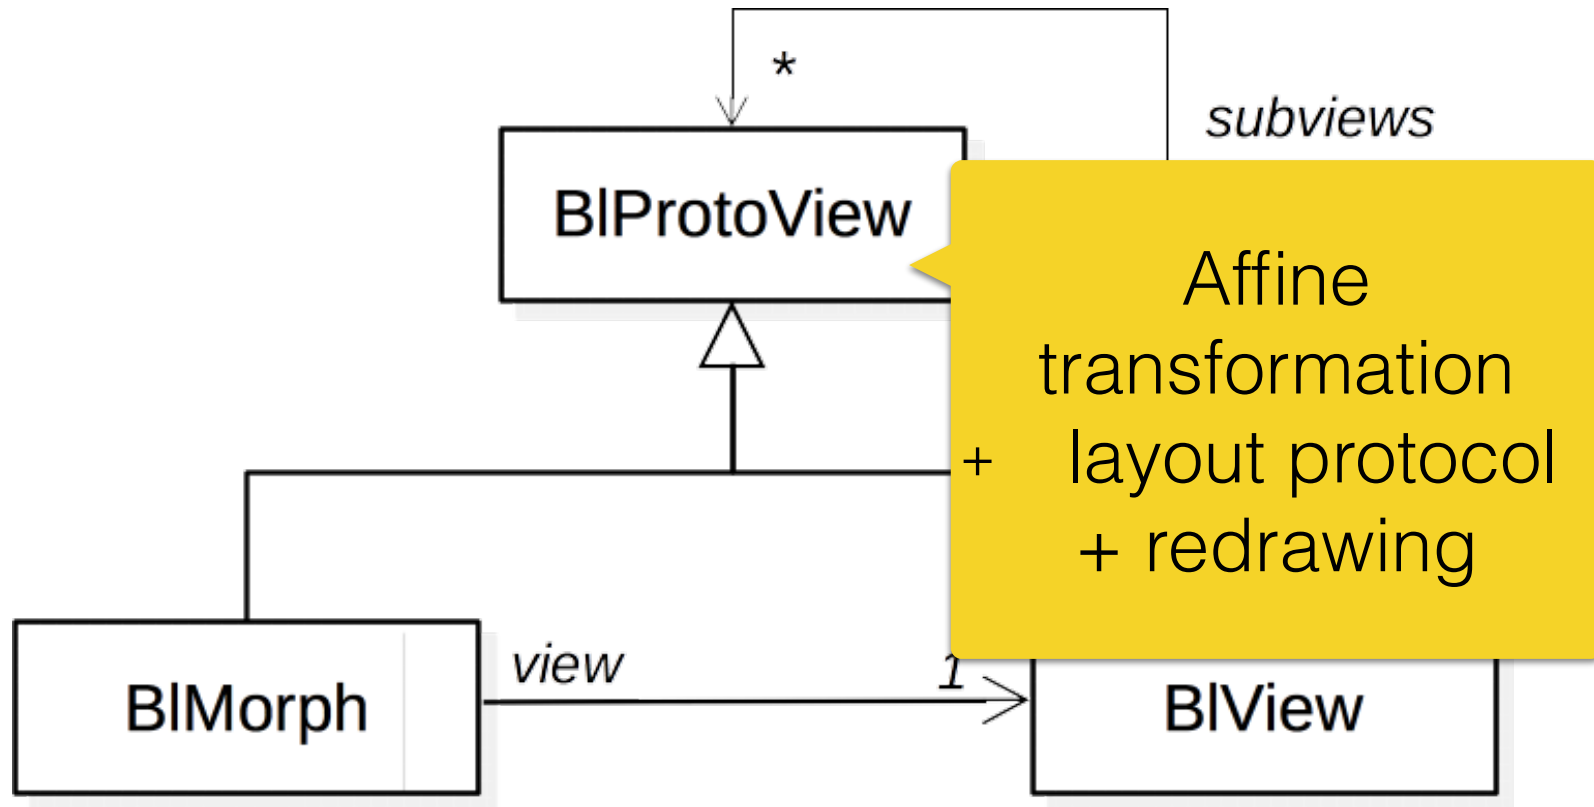 *
subviews
BlProtoView
Affine
transformation
+ layout protocol
+ redrawing
view
1
BlMorph
BlView